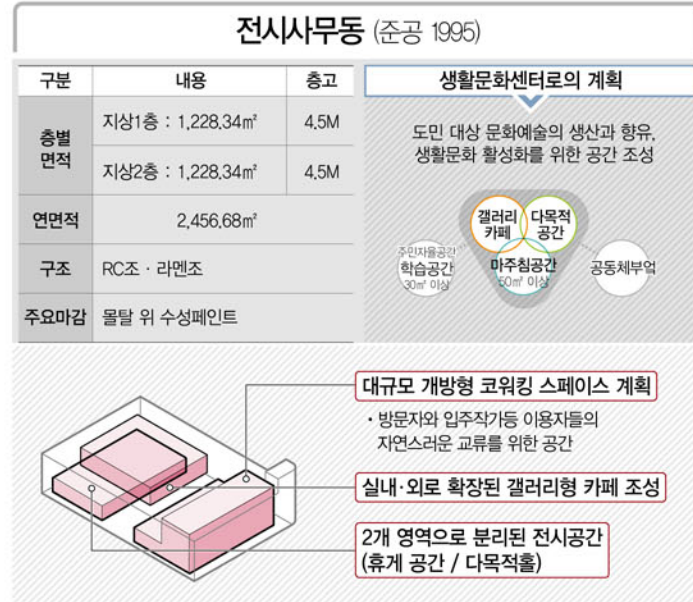 전시사무동 (준공 1995)
구분 내용 층고
층별 면적 지상1층 : 1,228.34㎡ 4.5M
지상2층 : 1,228.34㎡ 4.5M
연면적 2,456.68㎡
구조 RC조 · 라멘조
주요마감 몰탈 위 수성페인트
생활문화센터로의 계획
도민 대상 문화예술의 생산과 향유,
생활문화 활성화를 위한 공간 조성
갤러리
카페
다목적
공간
주민자율공간
학습공간
30㎡ 이상
마주침공간
50㎡ 이상
공동체부엌
대규모 개방형 코워킹 스페이스 계획
· 방문자와 입주작가등 이용자들의
자연스러운 교류를 위한 공간
실내·외로 확장된 갤러리형 카페 조성
2개 영역으로 분리된 전시공간
(휴게 공간 / 다목적홀)